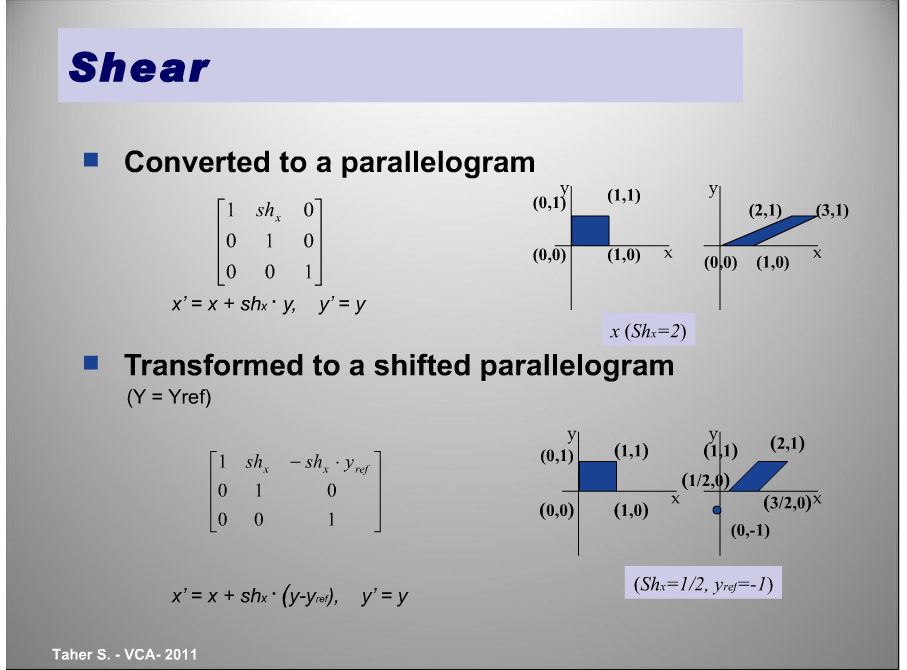 Shear
Converted to a parallelogram
1 shx 0
0 1 0
0 0 1
x’ = x + shx · y, y’ = y
y
(0,1)
(1,1)
(0,0)
(1,0)
x
y
(2,1)
(3,1)
(0,0)
(1,0)
x
x (Shx=2)
Transformed to a shifted parallelogram
(Y = Yref)
1 shx − shx · yref
0 1 0
0 0 1
x’ = x + shx · (y-yref), y’ = y
y
(0,1)
(1,1)
(0,0)
(1,0)
x
y
(1,1)
(2,1)
(1/2,0)
(3/2,0)
x
(0,-1)
(Shx=1/2, yref=-1)
Taher S. - VCA- 2011